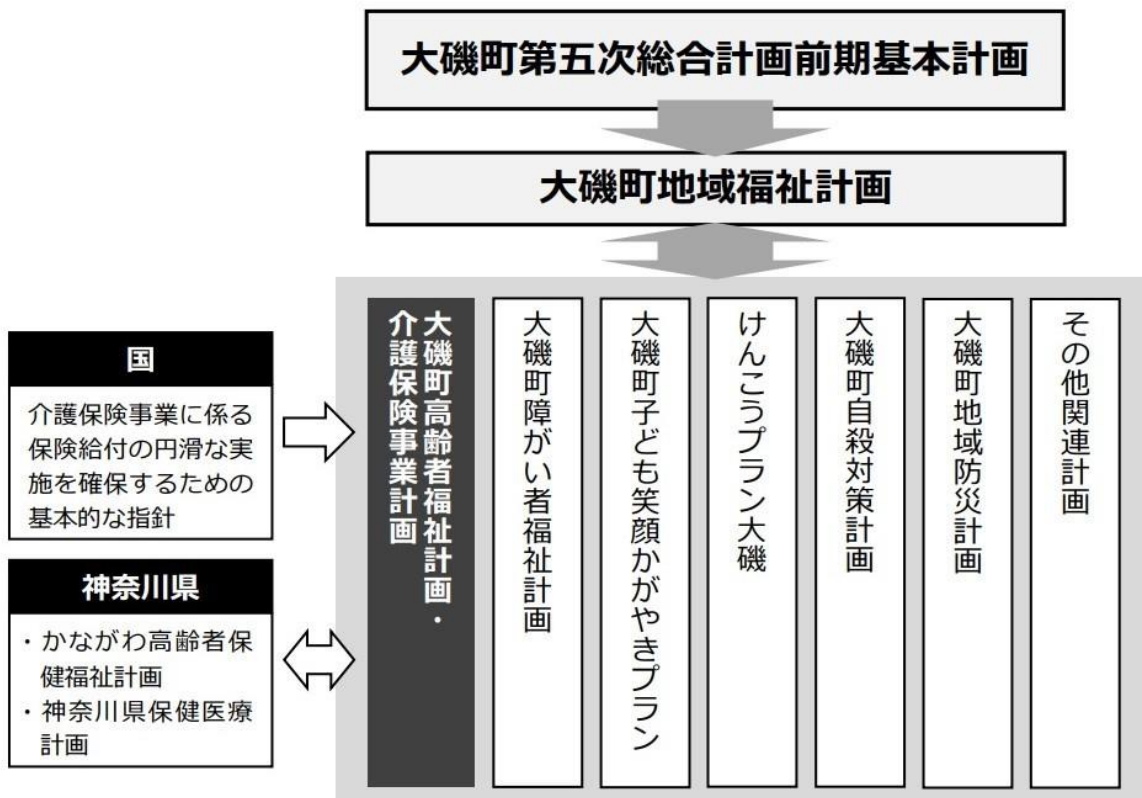 大磯町第五次総合計画前期基本計画
大磯町地域福祉計画
国
介護保険事業に係る
保険給付の円滑な実
施を確保するための
基本的な指針
神奈川県
・かながわ高齢者保
健福祉計画
・神奈川県保健医療
計画
大磯町高齢者福祉計画・
介護保険事業計画
大磯町障がい者福祉計画
大磯町子ども笑顔かがやきプラン
けんこうプラン大磯
大磯町自殺対策計画
大磯町地域防災計画
その他関連計画